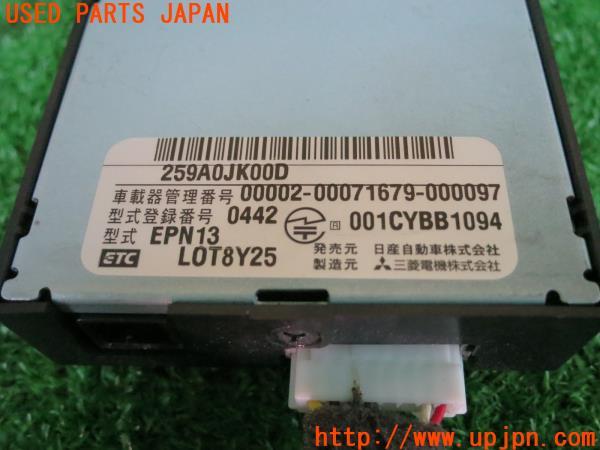 USED PARTS JAPAN
259A0JK00D
車載器管理番号 00002-00071679-000097
型式登録番号 0442 R 001CYBB1094
型式 EPN13 発売元 日産自動車株式会社
ETC LOT8Y25 製造元 三菱電機株式会社
http://www.upjpn.com/